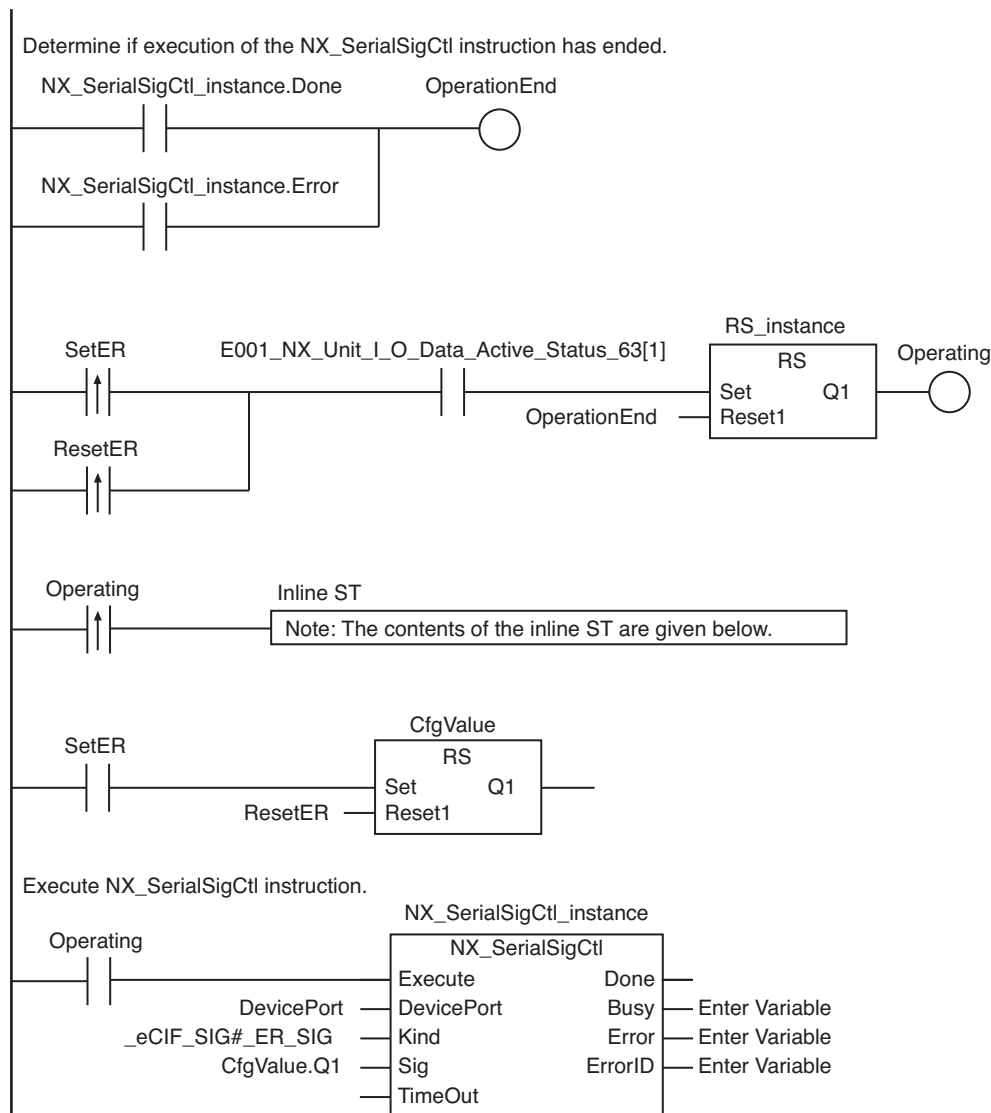 Determine if execution of the NX_SerialSigCtl instruction has ended.
NX_SerialSigCtl_instance.Done OperationEnd
NX_SerialSigCtl_instance.Error
RS_instance
SetER E001_NX_Unit_I_O_Data_Active_Status_63[1] RS Operating
Set Q1
OperationEnd Reset1
ResetER
Operating Inline ST
Note: The contents of the inline ST are given below.
CfgValue
SetER RS
Set Q1
ResetER Reset1
Execute NX_SerialSigCtl instruction.
NX_SerialSigCtl_instance
Operating NX_SerialSigCtl
Execute Done
DevicePort DevicePort Busy Enter Variable
_eCIF_SIG#_ER_SIG Kind Error Enter Variable
CfgValue.Q1 Sig ErrorID Enter Variable
TimeOut